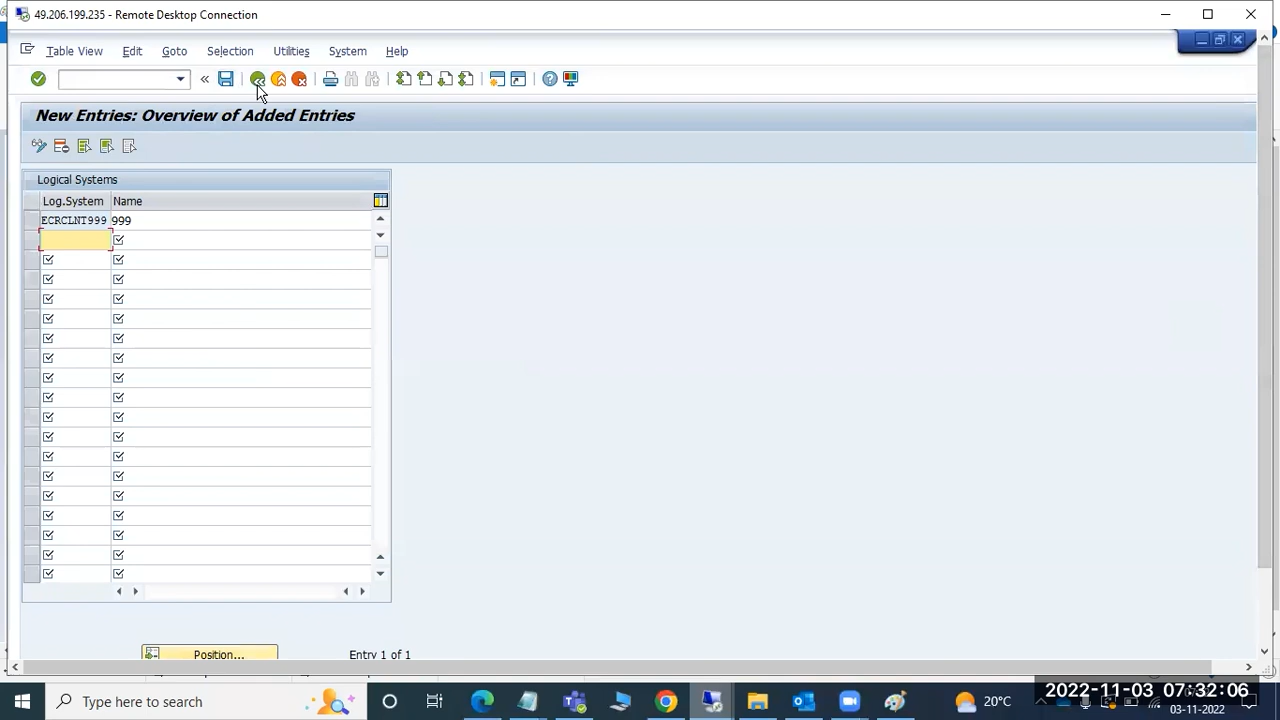 49.206.199.235 - Remote Desktop Connection
Table View Edit Goto Selection Utilities System Help
New Entries: Overview of Added Entries
Logical Systems
Log.System Name
ECRCLNT999 999
Position... Entry 1 of 1
Type here to search
20°C
2022-11-03 07:32:06
03-11-2022